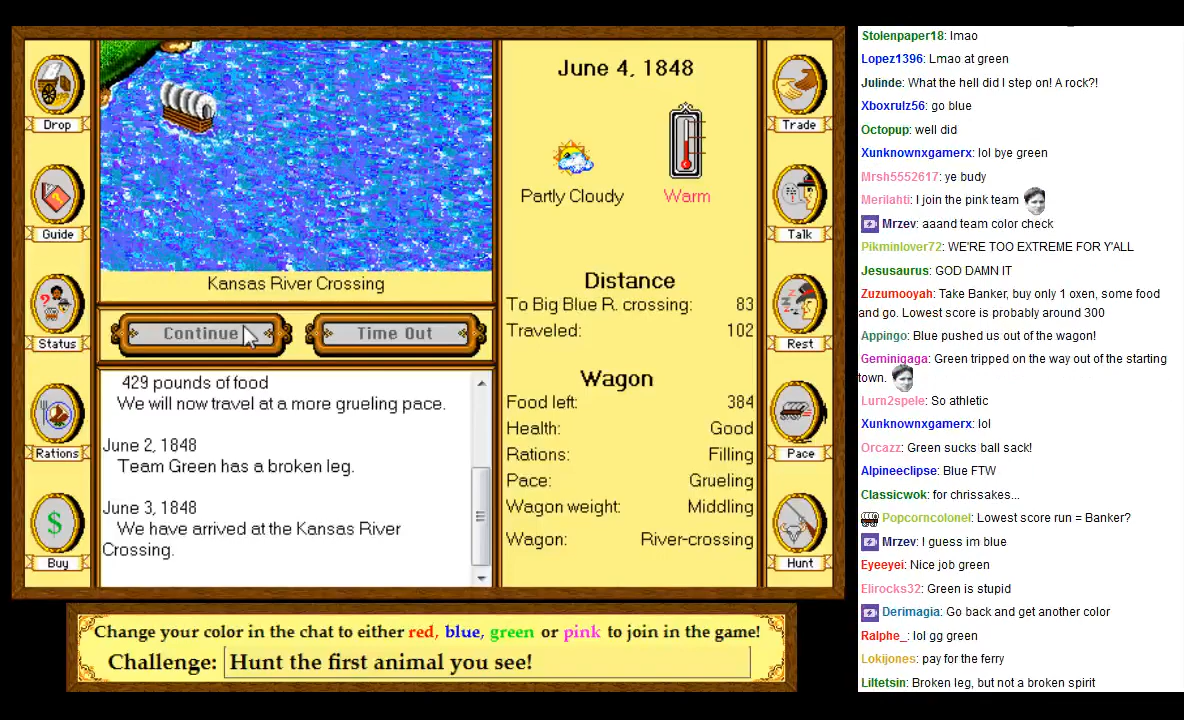 Drop
Guide
Status
Rations
Buy
Kansas River Crossing
Continue
Time Out
429 pounds of food
We will now travel at a more grueling pace.
June 2, 1848
Team Green has a broken leg.
June 3, 1848
We have arrived at the Kansas River
Crossing.
June 4, 1848
Partly Cloudy
Warm
Distance
To Big Blue R. crossing: 83
Traveled: 102
Wagon
Food left: 384
Health: Good
Rations: Filling
Pace: Grueling
Wagon weight: Middling
Wagon: River-crossing
Trade
Talk
Rest
Pace
Hunt
Change your color in the chat to either red, blue, green or pink to join in the game!
Challenge: Hunt the first animal you see!
Stolenpaper18: lmao
Lopez1396: Lmao at green
Julinde: What the hell did I step on! A rock?!
Xboxrulz56: go blue
Octopup: well did
Xunknownxgamerx: lol bye green
Mrsh5552617: ye budy
Merilahti: I join the pink team
Mrzev: aaand team color check
Pikminlover72: WE'RE TOO EXTREME FOR Y'ALL
Jesusaurus: GOD DAMN IT
Zuzumooyah: Take Banker, buy only 1 oxen, some food
and go. Lowest score is probably around 300
Appingo: Blue pushed us out of the wagon!
Geminigaga: Green tripped on the way out of the starting
town.
Lurn2spele: So athletic
Xunknownxgamerx: lol
Orcazz: Green sucks ball sack!
Alpineeclipse: Blue FTW
Classicwok: for chrissakes...
Popcorncolonel: Lowest score run = Banker?
Mrzev: I guess im blue
Eyeeyei: Nice job green
Elirocks32: Green is stupid
Derimagia: Go back and get another color
Ralphe_: lol gg green
Lokijones: pay for the ferry
Liltetsin: Broken leg, but not a broken spirit